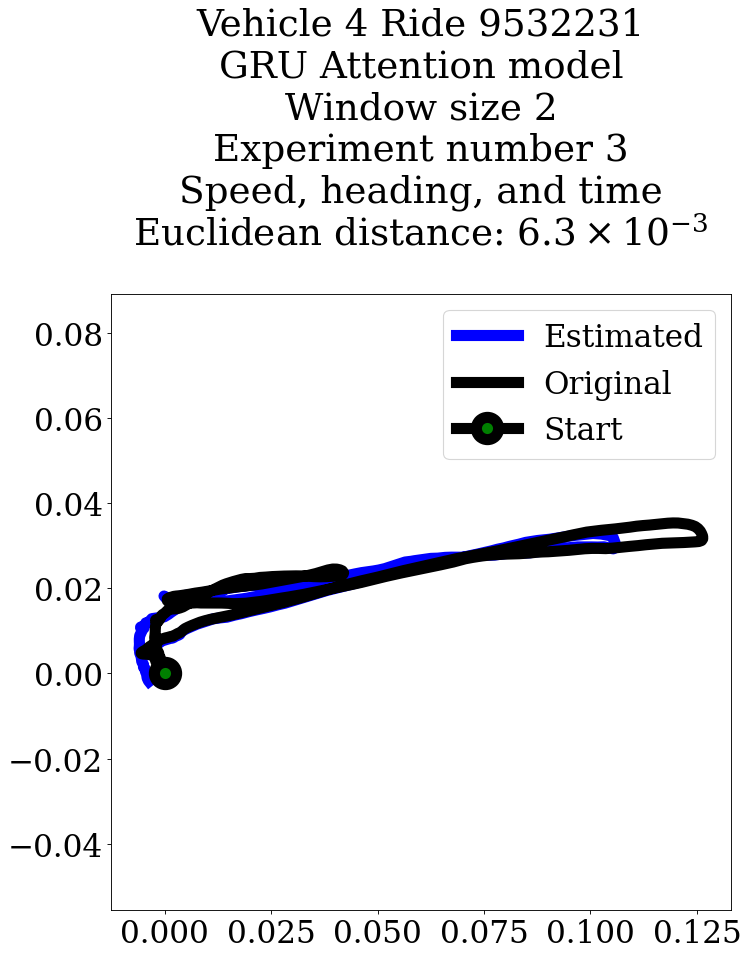 Vehicle 4 Ride 9532231
GRU Attention model
Window size 2
Experiment number 3
Speed, heading, and time
Euclidean distance: 6.3 × 10⁻³
Estimated
Original
Start
0.08
0.06
0.04
0.02
0.00
−0.02
−0.04
0.000 0.025 0.050 0.075 0.100 0.125